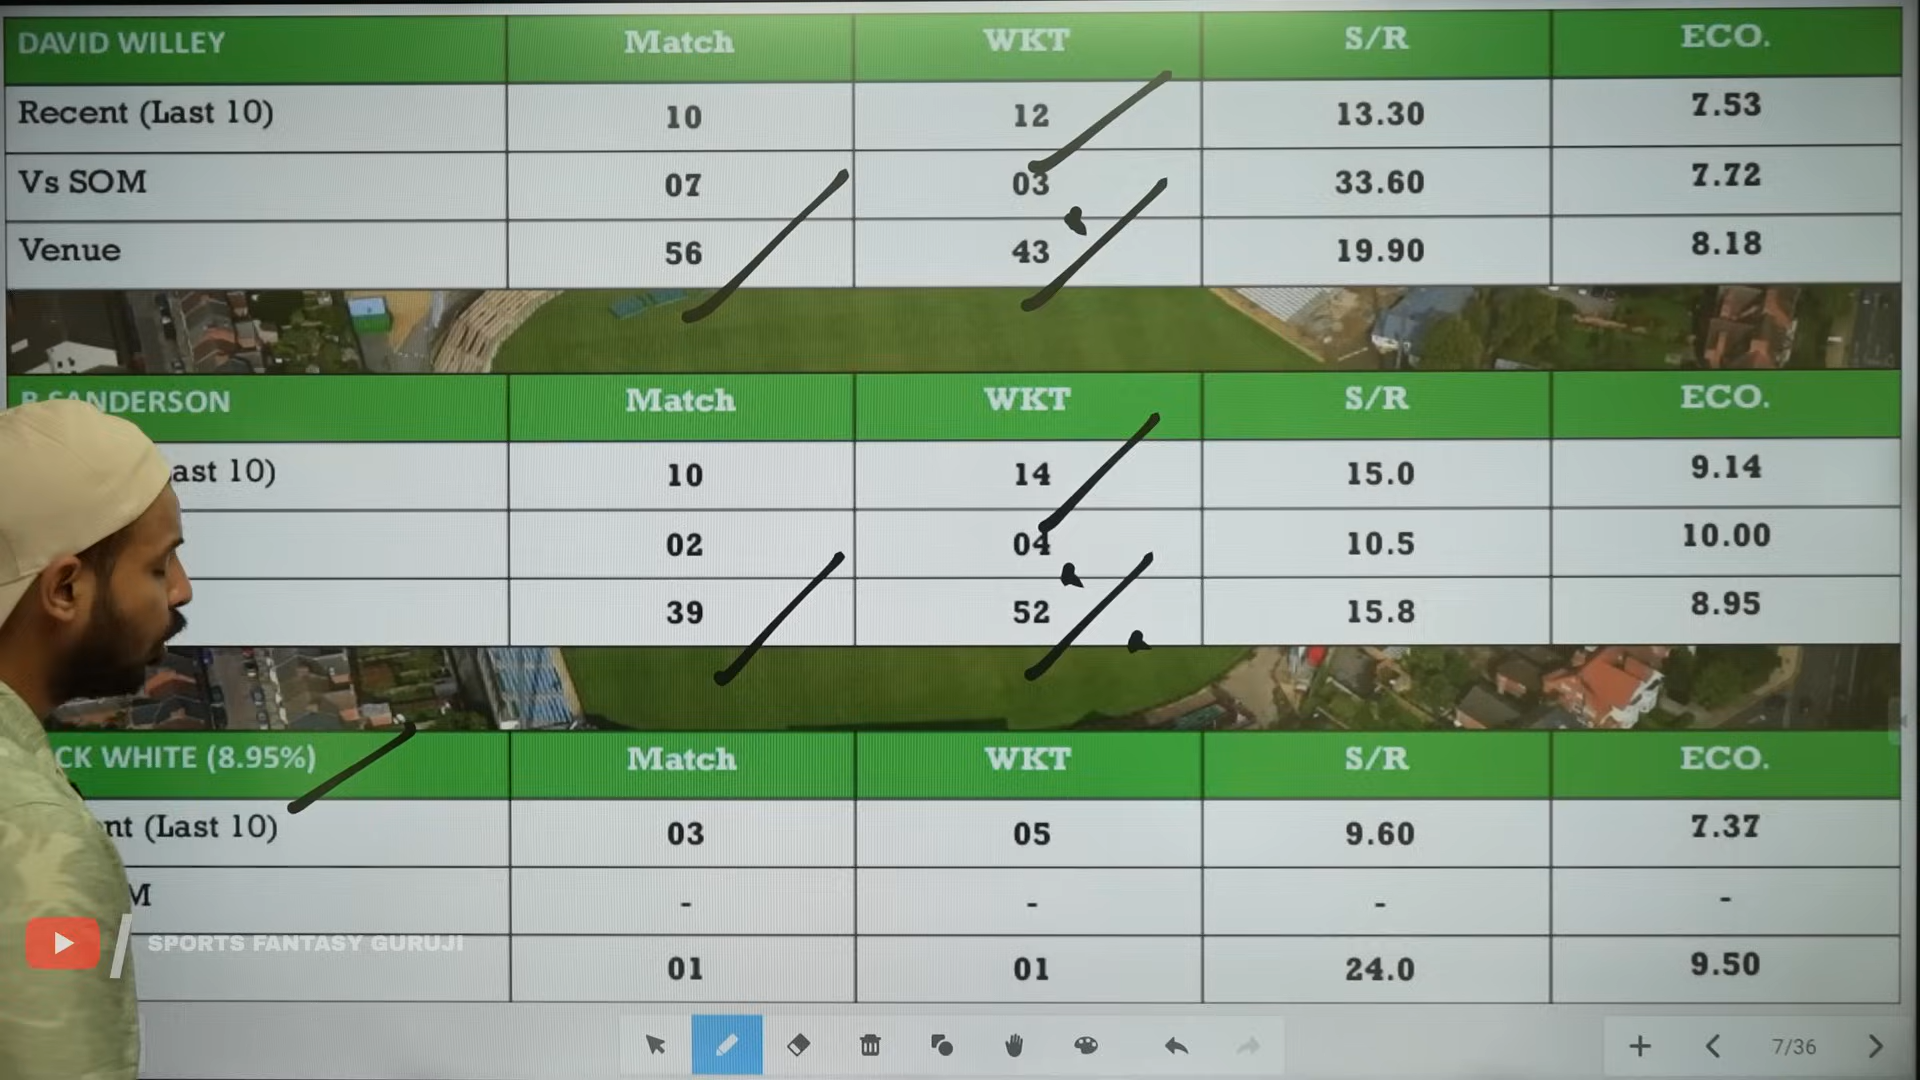 DAVID WILLEY Match WKT S/R ECO.
Recent (Last 10) 10 12 13.30 7.53
Vs SOM 07 03 33.60 7.72
Venue 56 43 19.90 8.18
SANDERSON Match WKT S/R ECO.
ast 10) 10 14 15.0 9.14
02 04 10.5 10.00
39 52 15.8 8.95
CK WHITE (8.95%) Match WKT S/R ECO.
nt (Last 10) 03 05 9.60 7.37
M - - - -
01 01 24.0 9.50
SPORTS FANTASY GURUJI
7/36